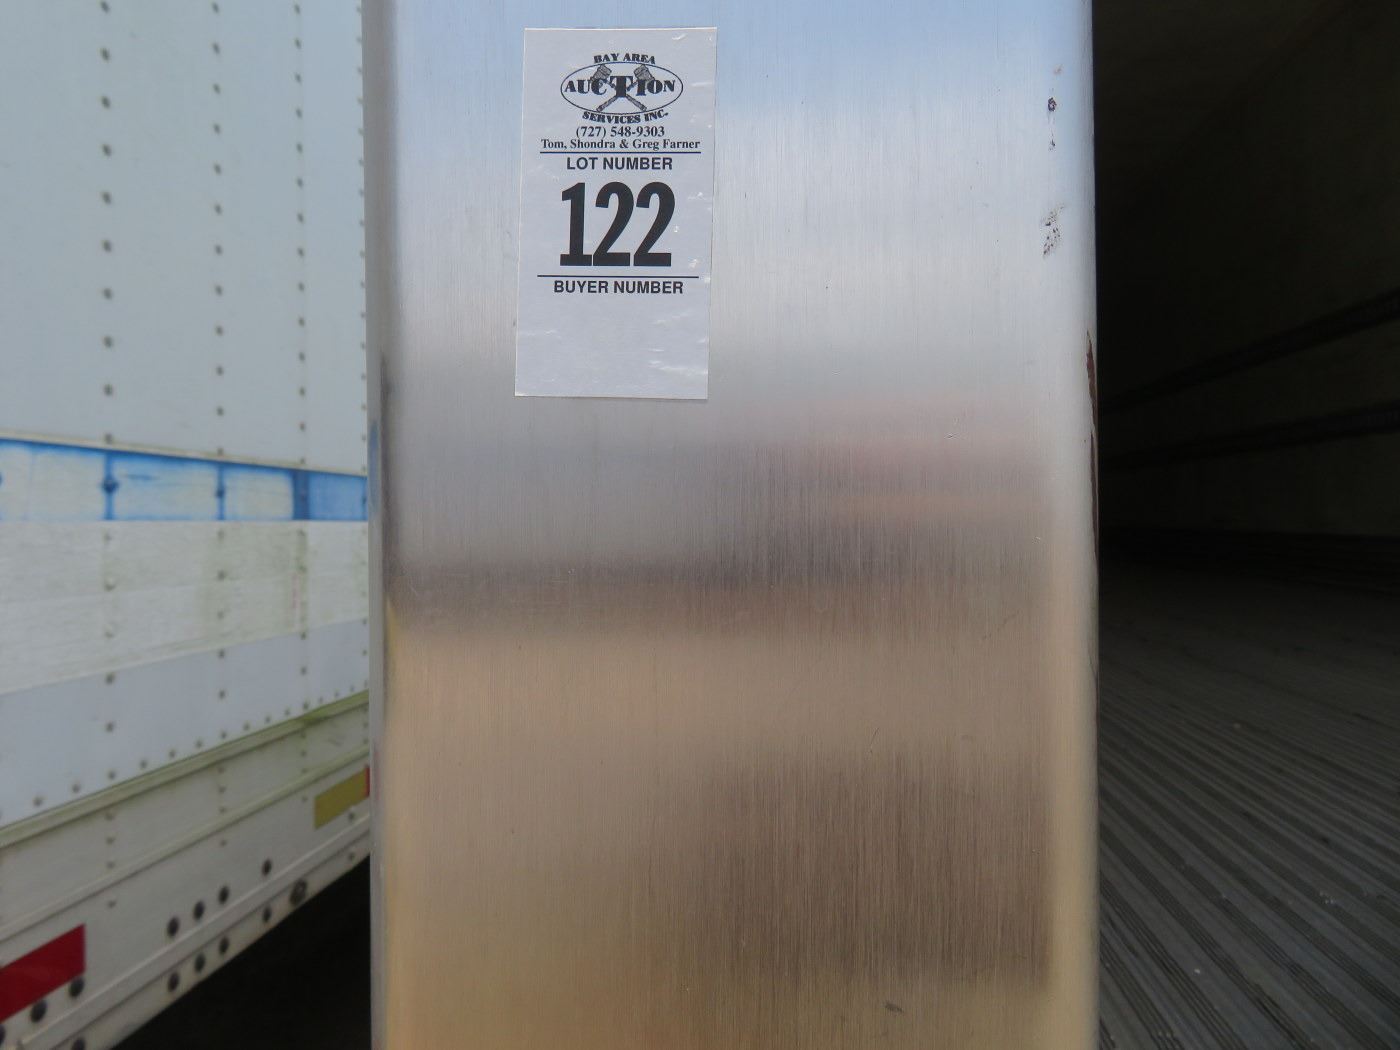 BAY AREA
AUCTION
SERVICES INC.
(727) 548-9303
Tom, Shondra & Greg Farner
LOT NUMBER
122
BUYER NUMBER